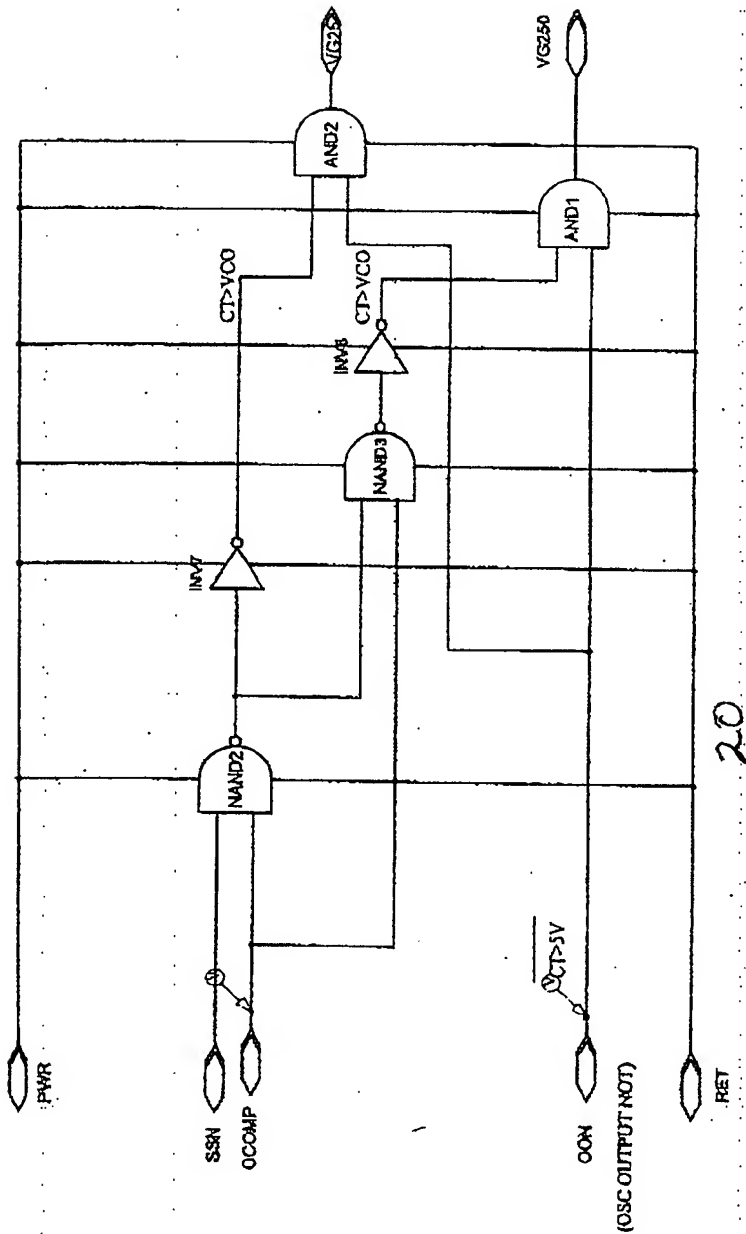 PWR
SSN
OCOMP
OON
(OSC OUTPUT NOT)
RET
V
V
CT>5V
NAND2
INV7
NAND3
INV8
CT>VCO
CT>VCO
AND2
AND1
VG25
VG250
20